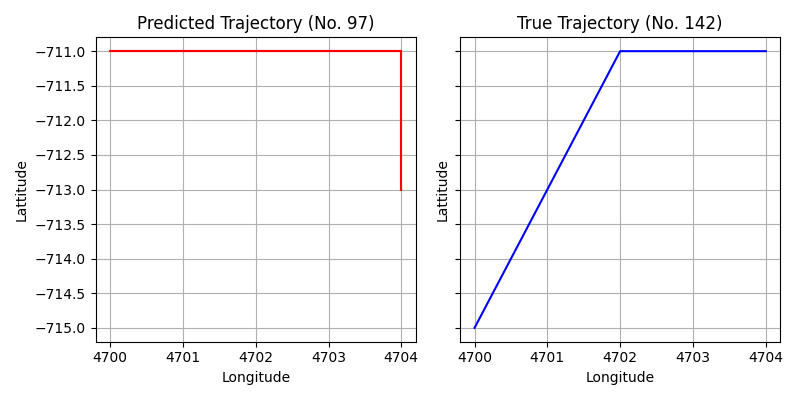 Predicted Trajectory (No. 97)
−711.0
−711.5
−712.0
−712.5
−713.0
−713.5
−714.0
−714.5
−715.0
Lattitude
4700 4701 4702 4703 4704
Longitude
True Trajectory (No. 142)
Lattitude
4700 4701 4702 4703 4704
Longitude